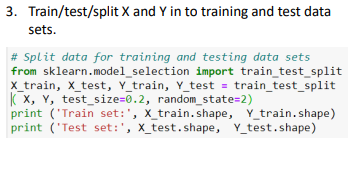 3. Train/test/split X and Y in to training and test data
sets.
# Split data for training and testing data sets
from sklearn.model_selection import train_test_split
X_train, X_test, Y_train, Y_test = train_test_split
( X, Y, test_size=0.2, random_state=2)
print ('Train set:', X_train.shape, Y_train.shape)
print ('Test set:', X_test.shape, Y_test.shape)